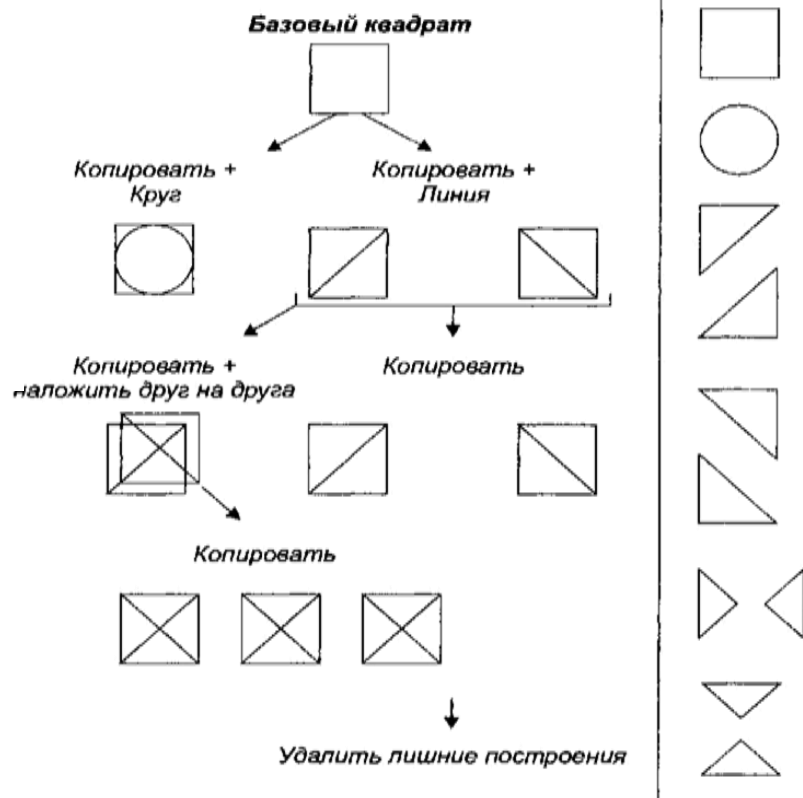 Базовый квадрат
Копировать +
Круг
Копировать +
Линия
Копировать +
наложить друг на друга
Копировать
Копировать
Удалить лишние построения